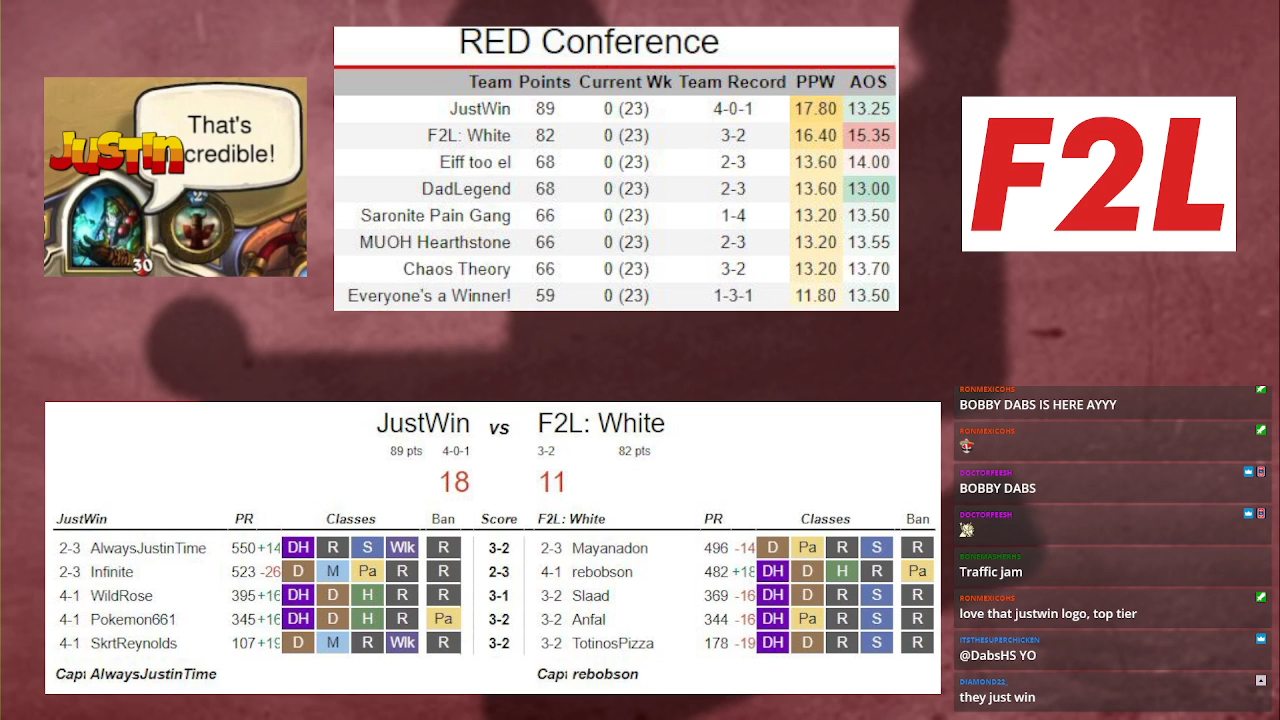 RED Conference
Team Points Current Wk Team Record PPW AOS
JustWin 89 0 (23) 4-0-1 17.80 13.25
F2L: White 82 0 (23) 3-2 16.40 15.35
Eiff too el 68 0 (23) 2-3 13.60 14.00
DadLegend 68 0 (23) 2-3 13.60 13.00
Saronite Pain Gang 66 0 (23) 1-4 13.20 13.50
MUOH Hearthstone 66 0 (23) 2-3 13.20 13.55
Chaos Theory 66 0 (23) 3-2 13.20 13.70
Everyone's a Winner! 59 0 (23) 1-3-1 11.80 13.50
That's
credible!
JUSTIN
30
F2L
JustWin vs F2L: White
89 pts 4-0-1 3-2 82 pts
18 11
JustWin PR Classes Ban Score F2L: White PR Classes Ban
2-3 AlwaysJustinTime 550 +14 DH R S Wlk R 3-2 2-3 Mayanadon 496 -14 D Pa R S R
2-3 Infinite 523 -26 D M Pa R R 2-3 4-1 rebobson 482 +18 DH D H R Pa
4-1 WildRose 395 +16 DH D H R R 3-1 3-2 Slaad 369 -16 DH D R S R
4-1 Pokemon661 345 +16 DH D H R Pa 3-2 3-2 Anfal 344 -16 DH Pa R S R
4-1 SkrtReynolds 107 +19 D M R Wlk R 3-2 3-2 TotinosPizza 178 -19 DH D R S R
Capt AlwaysJustinTime Capt rebobson
RONMEXICOHS
BOBBY DABS IS HERE AYYY
RONMEXICOHS
DOCTORFEESH
BOBBY DABS
DOCTORFEESH
BONEMASHERHS
Traffic jam
RONMEXICOHS
love that justwin logo, top tier
ITSTHESUPERCHICKEN
@DabsHS YO
DIAMOND22_
they just win